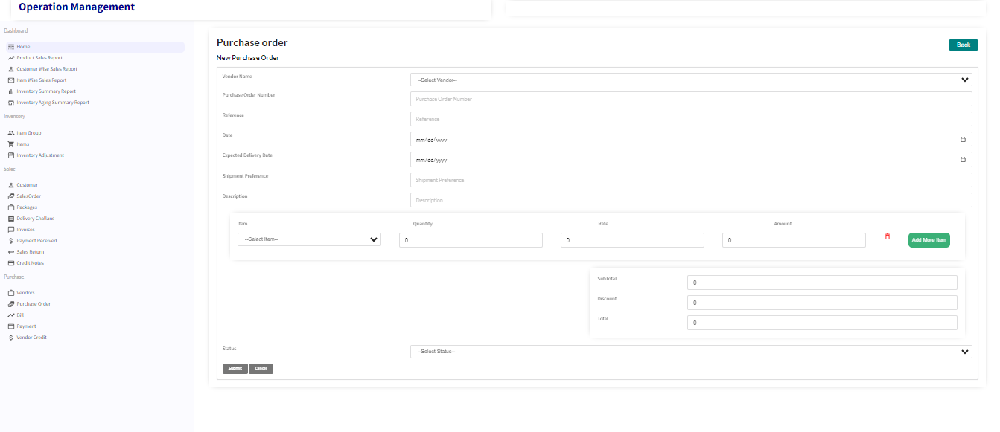 Operation Management
Dashboard
Home
Product Sales Report
Customer Wise Sales Report
Item Wise Sales Report
Inventory Summary Report
Inventory Aging Summary Report
Inventory
Item Group
Items
Inventory Adjustment
Sales
Customer
SalesOrder
Packages
Delivery Challans
Invoices
Payment Received
Sales Return
Credit Notes
Purchase
Vendors
Purchase Order
Bill
Payment
Vendor Credit
Purchase order
Back
New Purchase Order
Vendor Name --Select Vendor--
Purchase Order Number Purchase Order Number
Reference Reference
Date mm/dd/yyyy
Expected Delivery Date mm/dd/yyyy
Shipment Preference Shipment Preference
Description Description
Item Quantity Rate Amount
--Select Item-- 0 0 0 Add More Item
SubTotal 0
Discount 0
Total 0
Status --Select Status--
Submit Cancel